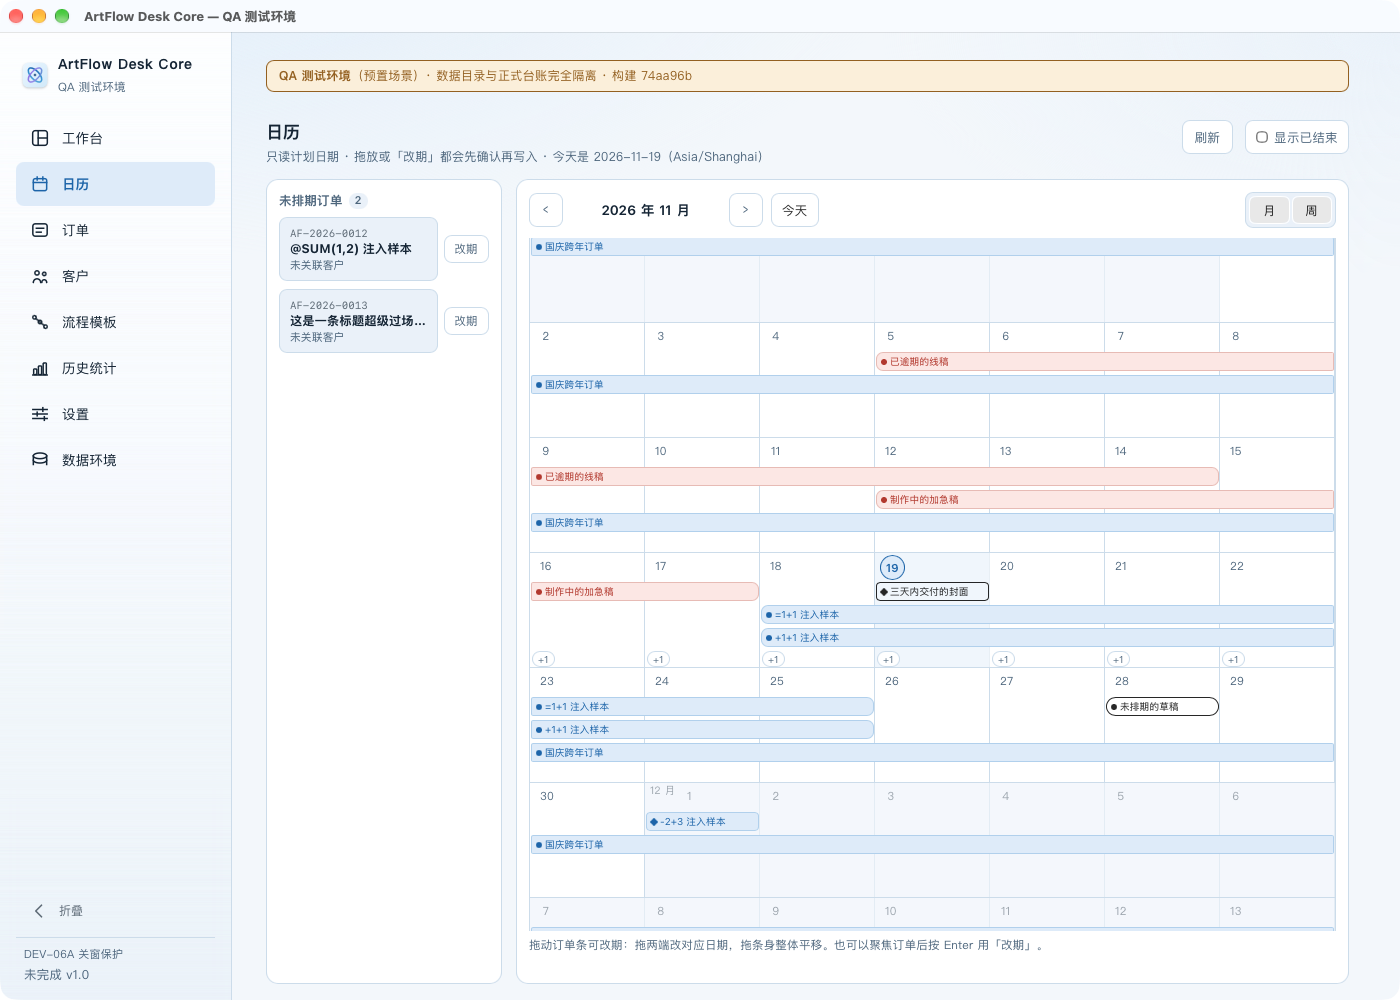 ArtFlow Desk Core — QA 测试环境
ArtFlow Desk Core
QA 测试环境
工作台
日历
订单
客户
流程模板
历史统计
设置
数据环境
折叠
DEV-06A 关窗保护
未完成 v1.0
QA 测试环境（预置场景）· 数据目录与正式台账完全隔离 · 构建 74aa96b
日历
只读计划日期 · 拖放或「改期」都会先确认再写入 · 今天是 2026-11-19（Asia/Shanghai）
刷新
显示已结束
未排期订单 2
AF-2026-0012
@SUM(1,2) 注入样本
未关联客户
改期
AF-2026-0013
这是一条标题超级过场...
未关联客户
改期
< 2026 年 11 月 > 今天
月 周
国庆跨年订单
2 3 4 5 6 7 8
已逾期的线稿
国庆跨年订单
9 10 11 12 13 14 15
已逾期的线稿
制作中的加急稿
国庆跨年订单
16 17 18 19 20 21 22
制作中的加急稿 三天内交付的封面
=1+1 注入样本
+1+1 注入样本
+1 +1 +1 +1 +1 +1 +1
23 24 25 26 27 28 29
=1+1 注入样本 未排期的草稿
+1+1 注入样本
国庆跨年订单
30 12 月 1 2 3 4 5 6
-2+3 注入样本
国庆跨年订单
7 8 9 10 11 12 13
拖动订单条可改期：拖两端改对应日期，拖条身整体平移。也可以聚焦订单后按 Enter 用「改期」。